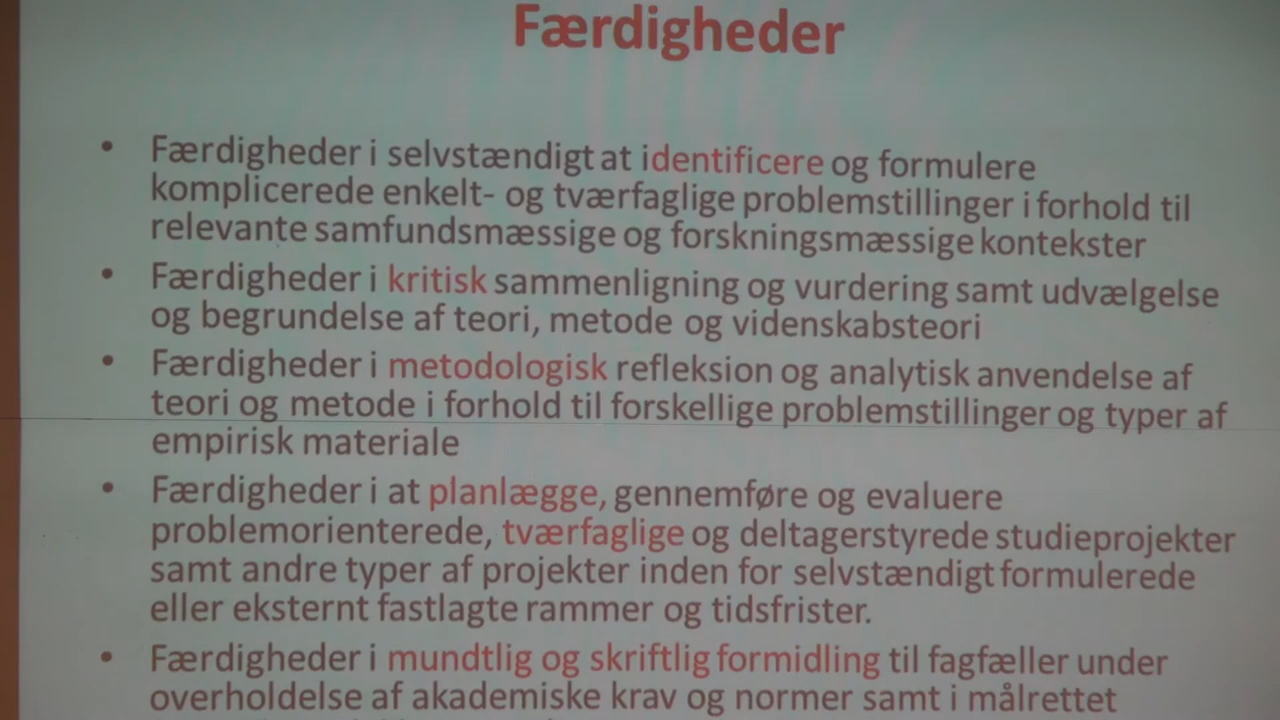 Færdigheder
• Færdigheder i selvstændigt at identificere og formulere
komplicerede enkelt- og tværfaglige problemstillinger i forhold til
relevante samfundsmæssige og forskningsmæssige kontekster
• Færdigheder i kritisk sammenligning og vurdering samt udvælgelse
og begrundelse af teori, metode og videnskabsteori
• Færdigheder i metodologisk refleksion og analytisk anvendelse af
teori og metode i forhold til forskellige problemstillinger og typer af
empirisk materiale
• Færdigheder i at planlægge, gennemføre og evaluere
problemorienterede, tværfaglige og deltagerstyrede studieprojekter
samt andre typer af projekter inden for selvstændigt formulerede
eller eksternt fastlagte rammer og tidsfrister.
• Færdigheder i mundtlig og skriftlig formidling til fagfæller under
overholdelse af akademiske krav og normer samt i målrettet